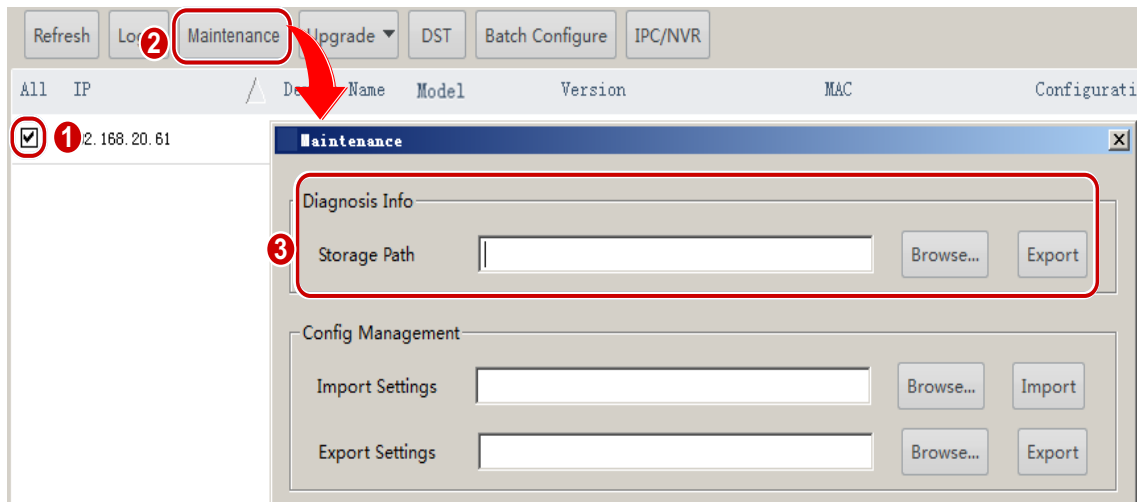 Refresh Lo 2 Maintenance Upgrade DST Batch Configure IPC/NVR
All IP De Name Model Version MAC Configurati
1 2.168.20.61
Maintenance
Diagnosis Info
3 Storage Path Browse... Export
Config Management
Import Settings Browse... Import
Export Settings Browse... Export